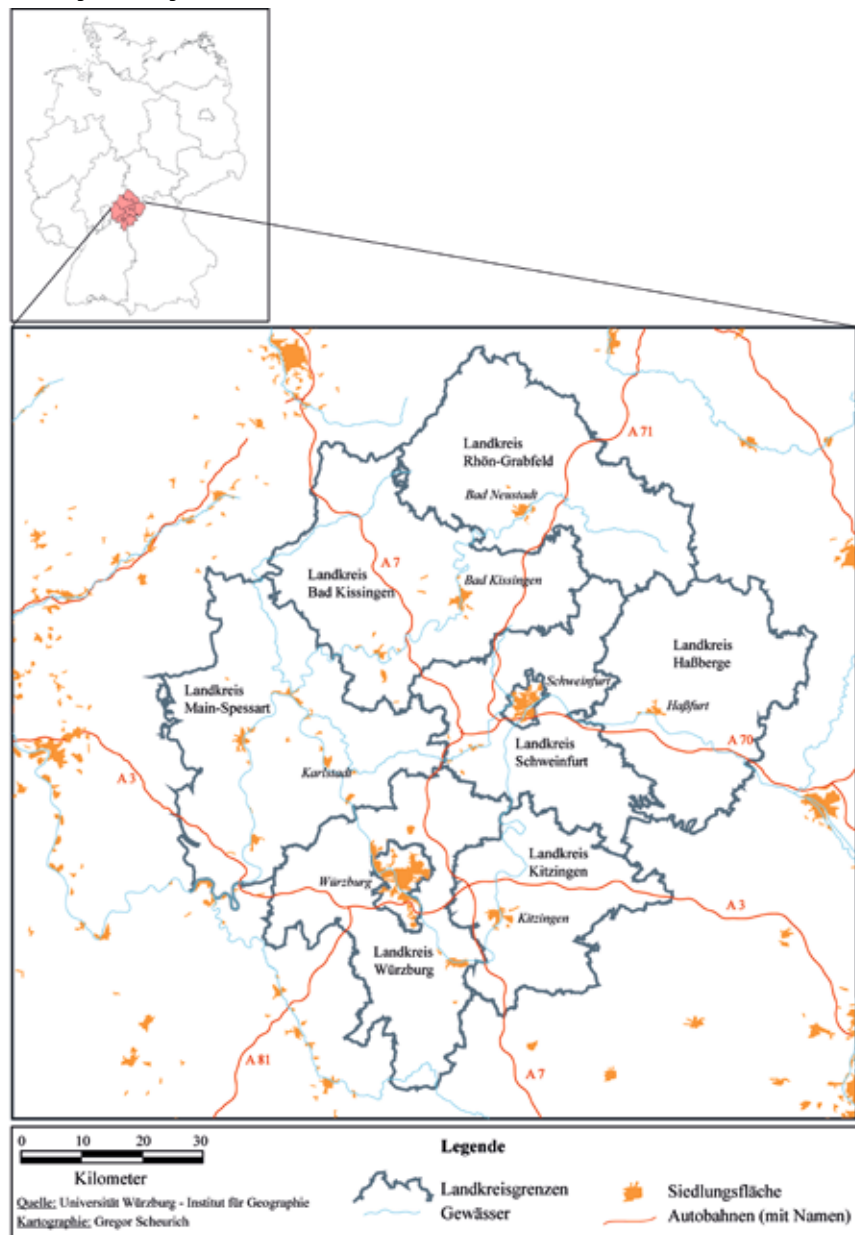 A 71
Landkreis
Rhön-Grabfeld
Bad Neustadt
A 7
Landkreis
Bad Kissingen
Bad Kissingen
Landkreis
Haßberge
Landkreis
Main-Spessart
Schweinfurt
Haßfurt
Landkreis
Schweinfurt
A 70
A 3
Karlstadt
Landkreis
Kitzingen
Würzburg
Kitzingen
A 3
Landkreis
Würzburg
A 81
A 7
0 10 20 30
Kilometer
Quelle: Universität Würzburg - Institut für Geographie
Kartographie: Gregor Scheurich
Legende
Landkreisgrenzen
Gewässer
Siedlungsfläche
Autobahnen (mit Namen)